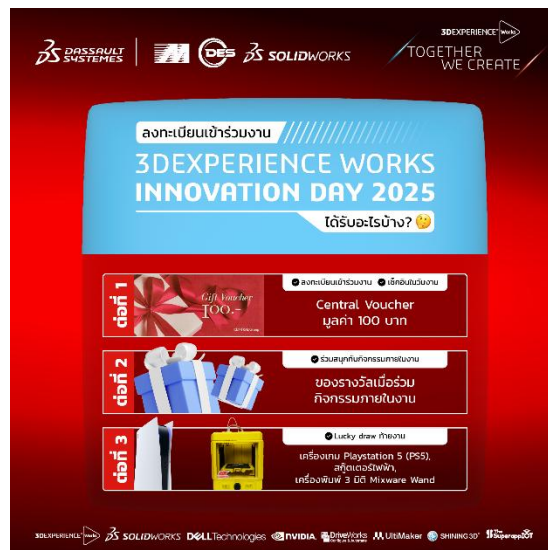 DASSAULT
SYSTEMES
DES
SOLIDWORKS
3DEXPERIENCE Works
TOGETHER
WE CREATE
ลงทะเบียนเข้าร่วมงาน
3DEXPERIENCE WORKS
INNOVATION DAY 2025
ได้รับอะไรบ้าง? 🤔
ต่อที่ 1
Gift Voucher
100.-
ลงทะเบียนเข้าร่วมงาน เช็คอินในวันงาน
Central Voucher
มูลค่า 100 บาท
ต่อที่ 2
ร่วมสนุกกับกิจกรรมภายในงาน
ของรางวัลเมื่อร่วม
กิจกรรมภายในงาน
ต่อที่ 3
Lucky draw ท้ายงาน
เครื่องเกม Playstation 5 (PS5),
สกู๊ตเตอร์ไฟฟ้า,
เครื่องพิมพ์ 3 มิติ Mixware Wand
3DEXPERIENCE Works SOLIDWORKS DELLTechnologies NVIDIA. DriveWorks UltiMaker SHINING 3D The SuperappIOT